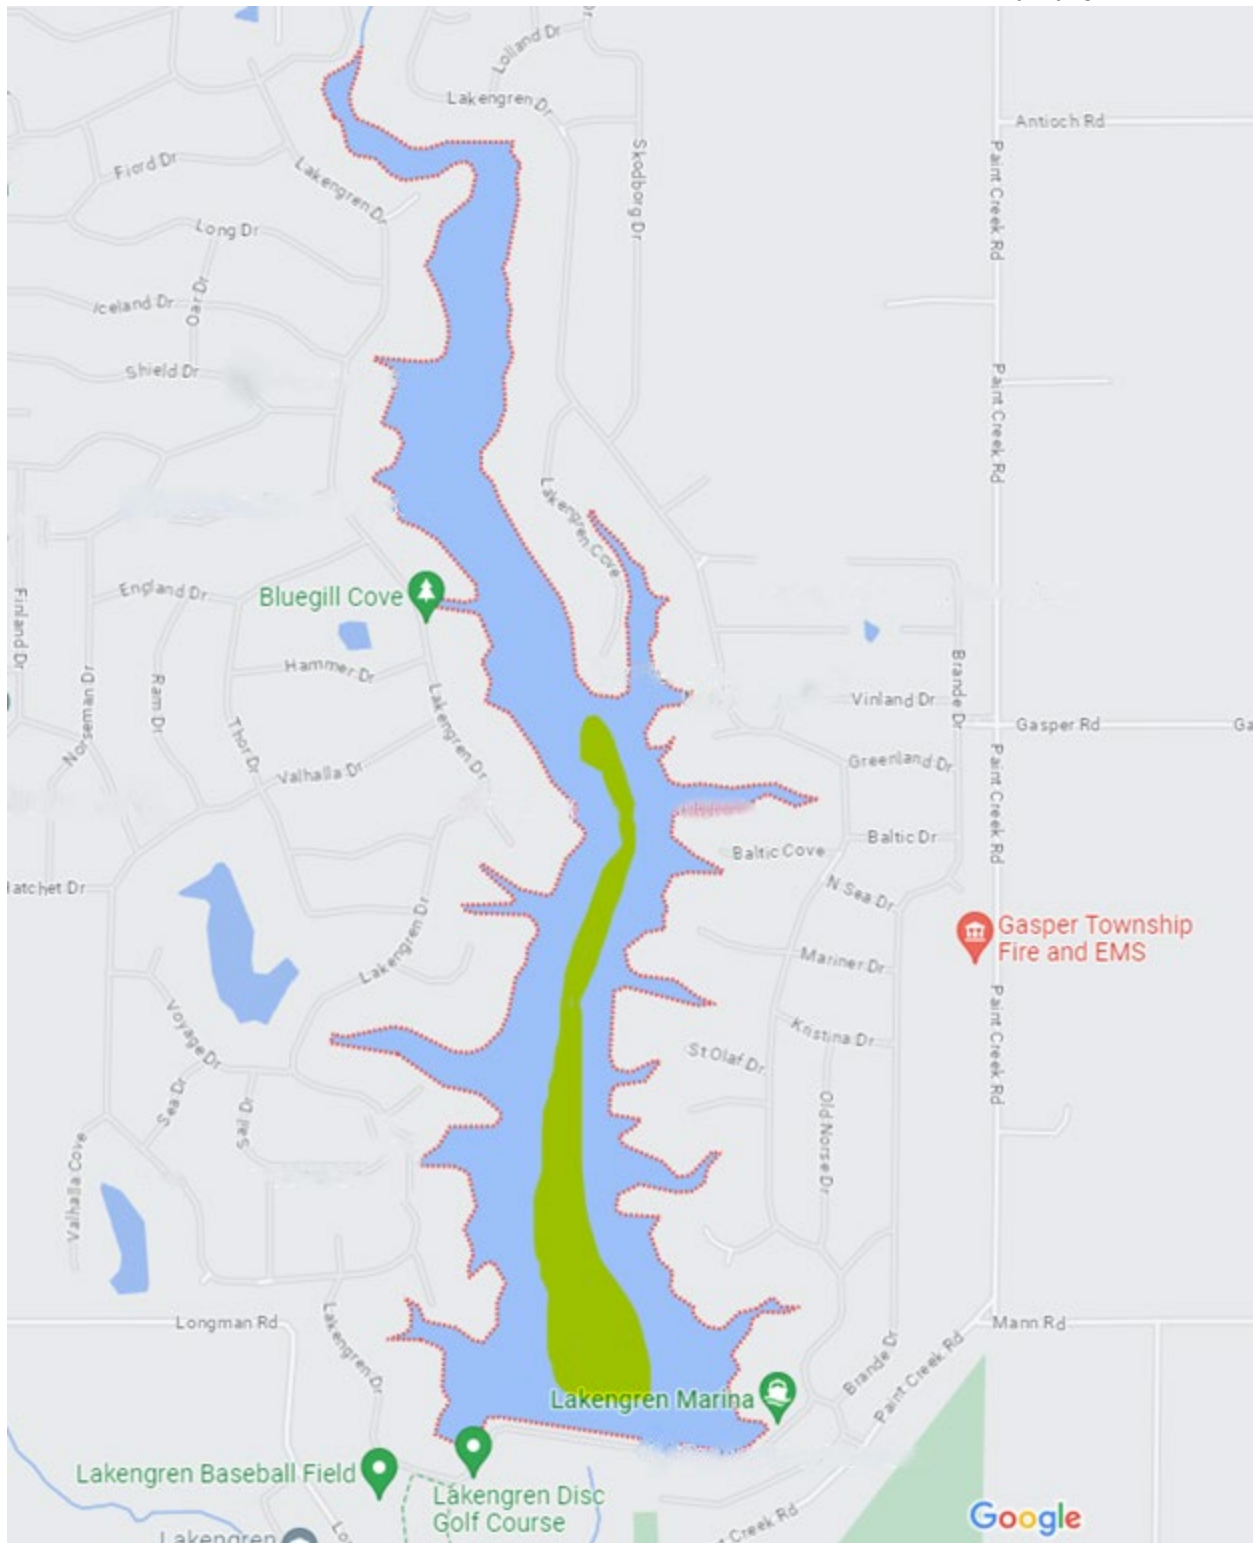 Lolland Dr
Lakengren Dr
Antioch Rd
Skodborg Dr
Paint Creek Rd
Fjord Dr
Lakengren Dr
Long Dr
Oar Dr
Iceland Dr
Shield Dr
Paint Creek Rd
Lakengren Cove
England Dr
Bluegill Cove
Finland Dr
Hammer Dr
Norseman Dr
Ram Dr
Thor Dr
Lakengren Dr
Valhalla Dr
Brande Dr
Vinland Dr
Gasper Rd
Ga
Greenland Dr
Paint Creek Rd
Baltic Dr
Baltic Cove
N Sea Dr
atchet Dr
Lakengren Dr
Gasper Township
Fire and EMS
Mariner Dr
Paint Creek Rd
Voyage Dr
Kristina Dr
St Olaf Dr
Sea Dr
Sail Dr
Old Norse Dr
Valhalla Cove
Longman Rd
Lakengren Dr
Mann Rd
Brande Dr
Paint Creek Rd
Lakengren Marina
Lakengren Baseball Field
Lakengren Disc
Golf Course
Google
t Creek Rd
Lakengren
Lo